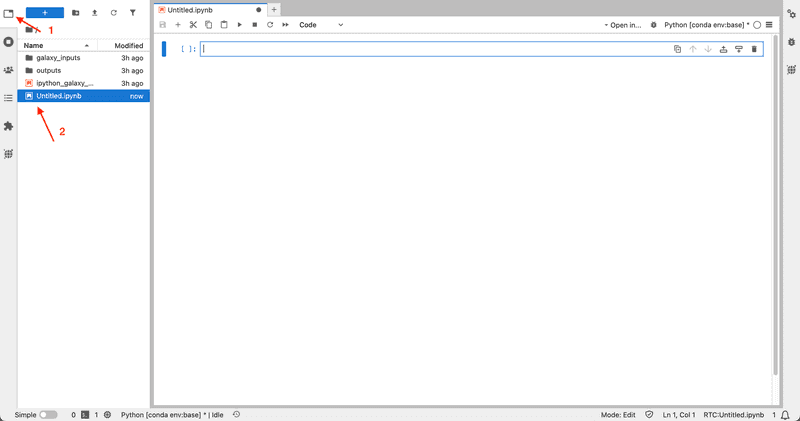 1
+
/
Name Modified
galaxy_inputs 3h ago
outputs 3h ago
ipython_galaxy_... 3h ago
Untitled.ipynb now
2
Untitled.ipynb
+
Code
Open in...
Python [conda env:base] *
[ ]:
Simple
0
1
Python [conda env:base] * | Idle
Mode: Edit
Ln 1, Col 1
RTC:Untitled.ipynb
1